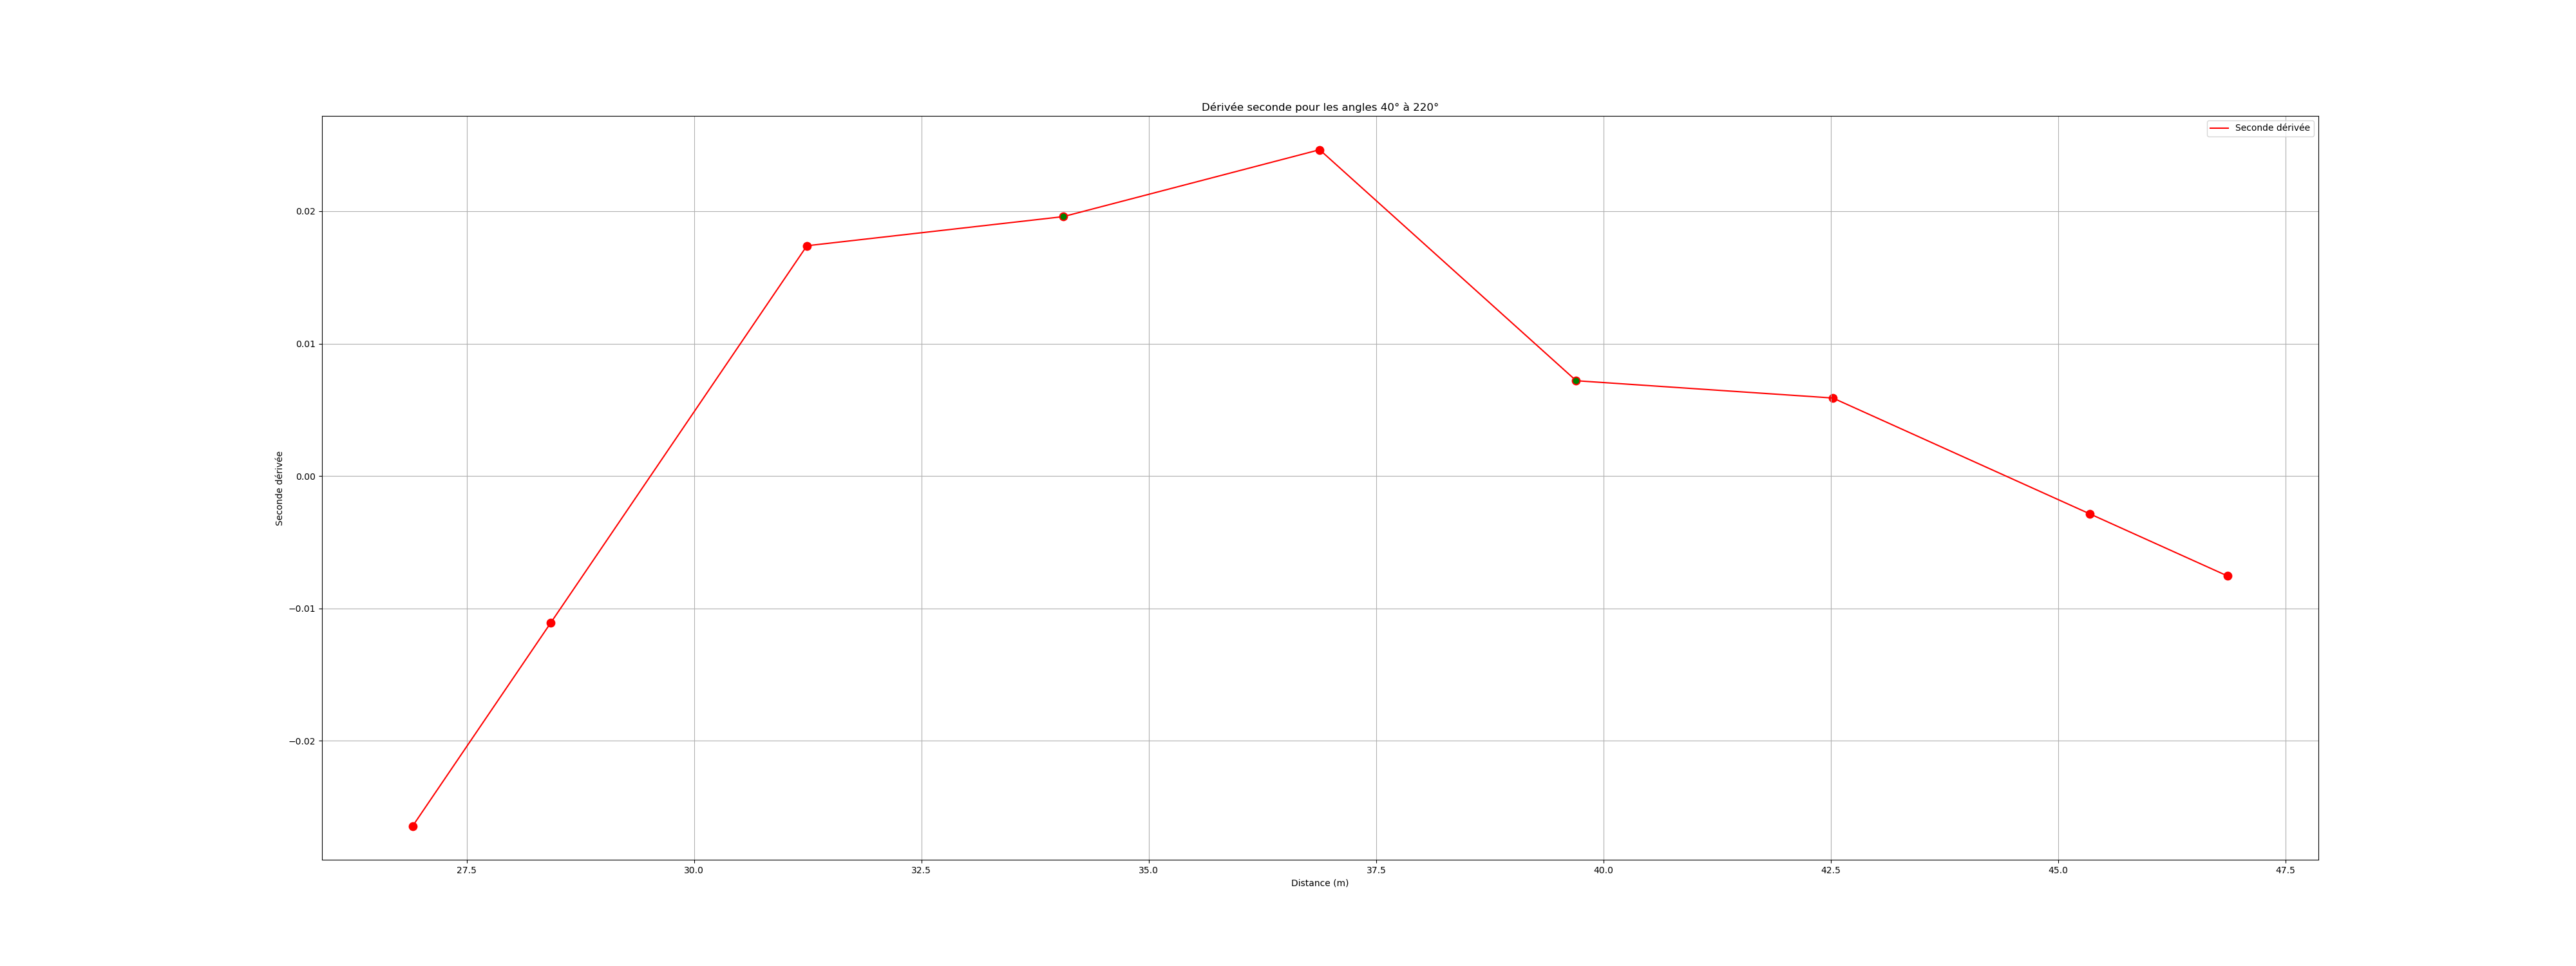 Dérivée seconde pour les angles 40° à 220°
Seconde dérivée
0.02
0.01
0.00
−0.01
−0.02
Seconde dérivée
27.5 30.0 32.5 35.0 37.5 40.0 42.5 45.0 47.5
Distance (m)